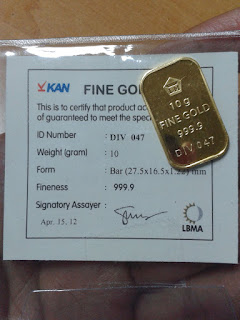 KAN FINE GOL
This is to certify that product ac
of guaranteed to meet the spec
ID Number : DIV 047
Weight (gram) : 10
Form : Bar (27.5x16.5x1.25) mm
Fineness : 999.9
Signatory Assayer :
Apr. 15, 12
LBMA
10 g
FINE GOLD
999.9
DIV 047